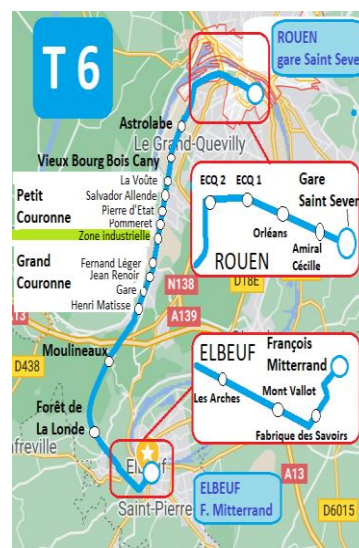 T 6
ROUEN
gare Saint Sever
Astrolabe
Le Grand-Quevilly
Vieux Bourg Bois Cany
Petit
Couronne
La Voûte
Salvador Allende
Pierre d'Etat
Pommeret
Zone industrielle
Grand
Couronne
Fernand Léger
Jean Renoir
Gare
Henri Matisse
ECQ 2
ECQ 1
Gare
Saint Sever
Orléans
Amiral
Cécille
ROUEN
N138
D18E
A139
13
Moulineaux
D438
ELBEUF
François
Mitterrand
Les Arches
Mont Vallot
Fabrique des Savoirs
Forêt de
La Londe
freville
Elbeuf
Saint-Pierre
A13
ELBEUF
F. Mitterrand
D6015